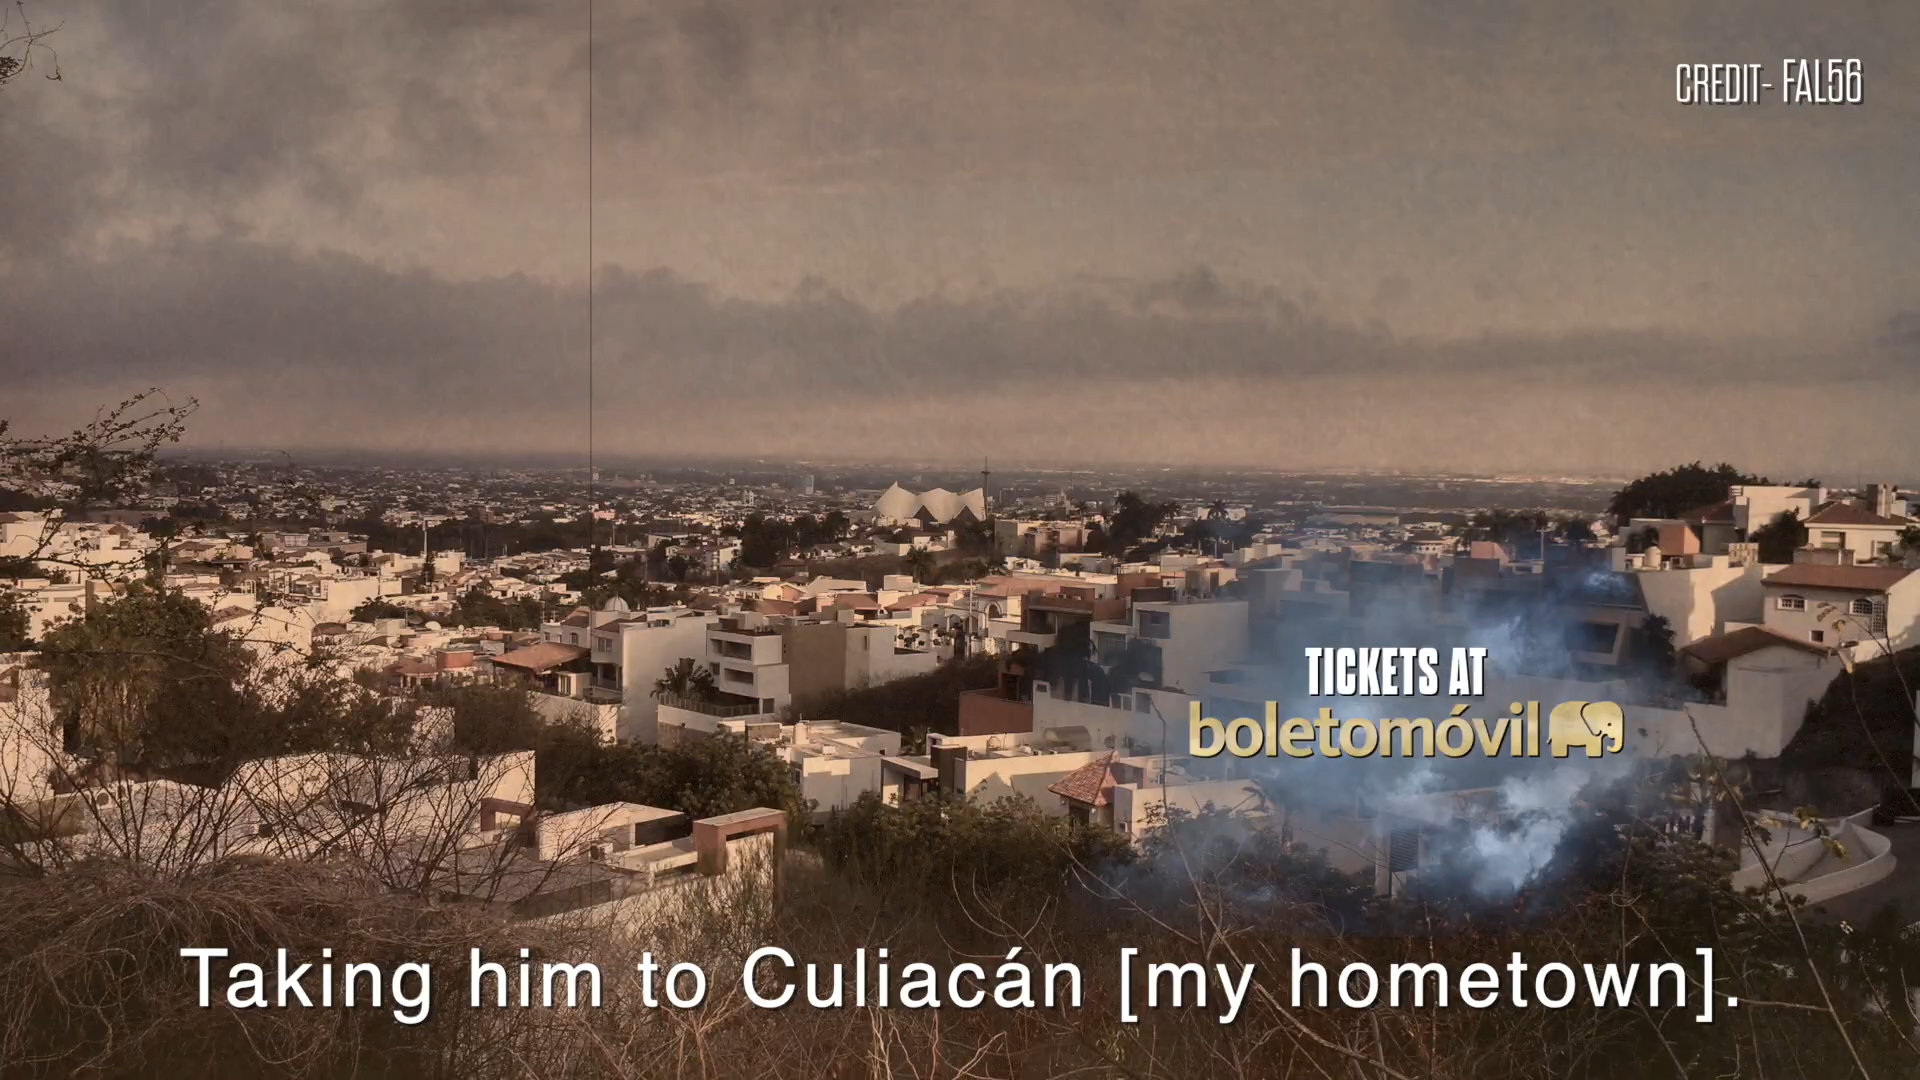 CREDIT- FAL56
TICKETS AT
boletomóvil
Taking him to Culiacán [my hometown].